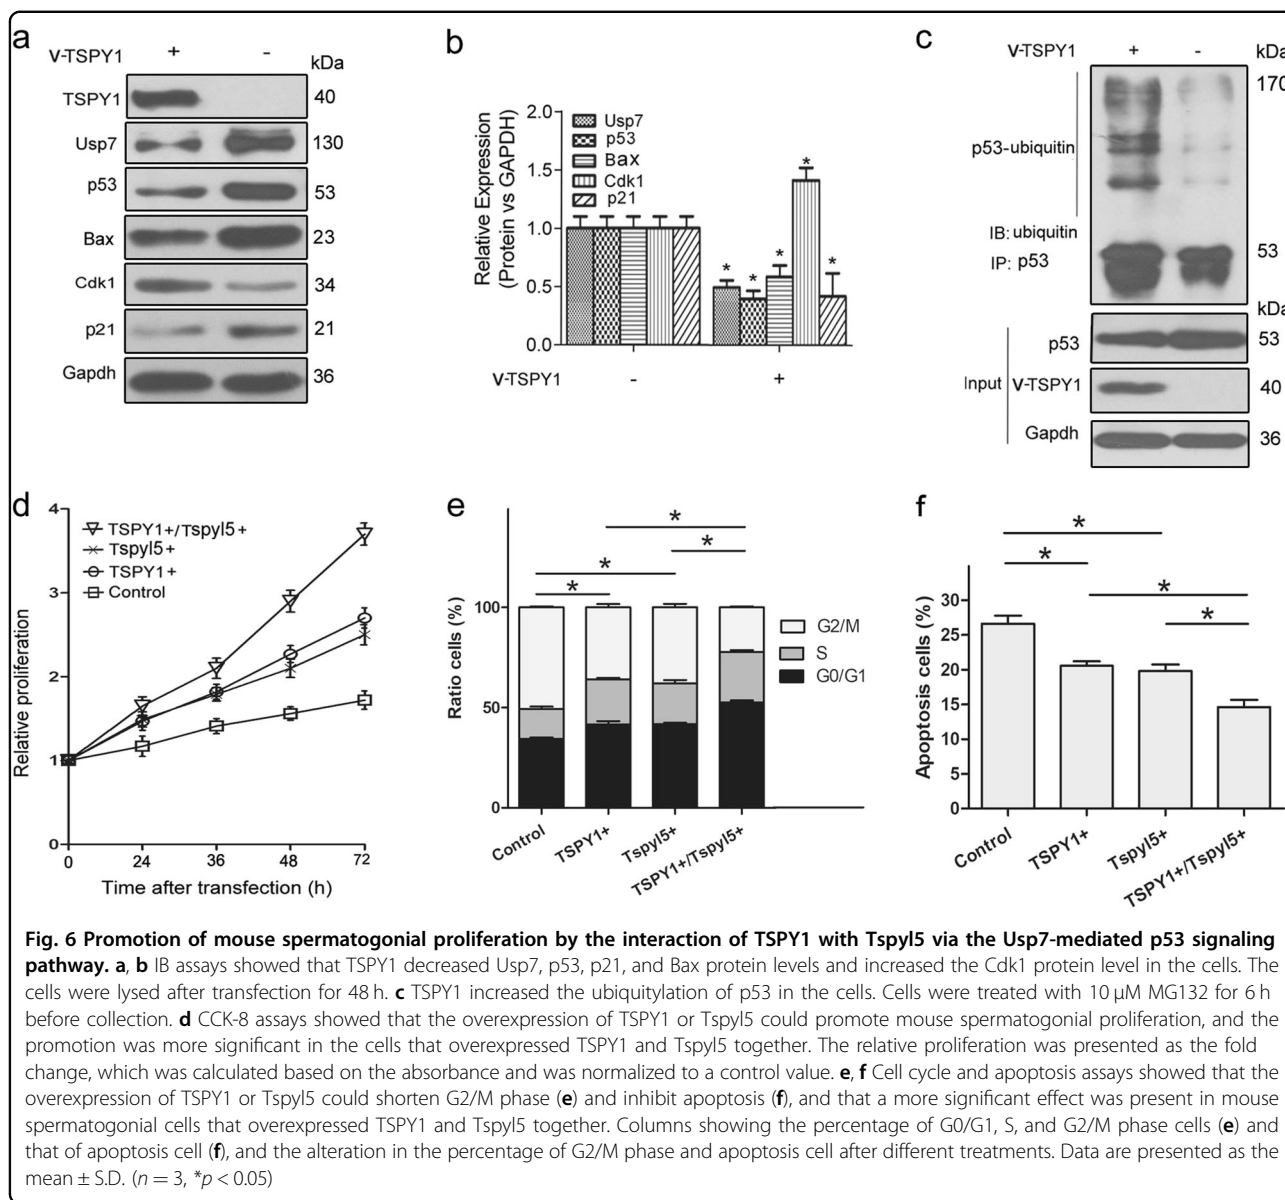 a
V-TSPY1 + - kDa
TSPY1 40
Usp7 130
p53 53
Bax 23
Cdk1 34
p21 21
Gapdh 36
b
Relative Expression
(Protein vs GAPDH)
2.0
1.5
1.0
0.5
0.0
Usp7
p53
Bax
Cdk1
p21
* * * * *
V-TSPY1 - +
c
V-TSPY1 + - kDa
170
p53-ubiquitin
IB: ubiquitin
IP: p53
53
kDa
p53 53
Input V-TSPY1 40
Gapdh 36
d
Relative proliferation
4
3
2
1
0
TSPY1+/Tspyl5+
Tspyl5+
TSPY1+
Control
0 24 36 48 72
Time after transfection (h)
e
Ratio cells (%)
100
50
0
* * * *
G2/M
S
G0/G1
Control TSPY1+ Tspyl5+ TSPY1+/Tspyl5+
f
Apoptosis cells (%)
30
25
20
15
10
5
0
* * * *
Control TSPY1+ Tspyl5+ TSPY1+/Tspyl5+
Fig. 6 Promotion of mouse spermatogonial proliferation by the interaction of TSPY1 with Tspyl5 via the Usp7-mediated p53 signaling
pathway. a, b IB assays showed that TSPY1 decreased Usp7, p53, p21, and Bax protein levels and increased the Cdk1 protein level in the cells. The
cells were lysed after transfection for 48 h. c TSPY1 increased the ubiquitylation of p53 in the cells. Cells were treated with 10 μM MG132 for 6 h
before collection. d CCK-8 assays showed that the overexpression of TSPY1 or Tspyl5 could promote mouse spermatogonial proliferation, and the
promotion was more significant in the cells that overexpressed TSPY1 and Tspyl5 together. The relative proliferation was presented as the fold
change, which was calculated based on the absorbance and was normalized to a control value. e, f Cell cycle and apoptosis assays showed that the
overexpression of TSPY1 or Tspyl5 could shorten G2/M phase (e) and inhibit apoptosis (f), and that a more significant effect was present in mouse
spermatogonial cells that overexpressed TSPY1 and Tspyl5 together. Columns showing the percentage of G0/G1, S, and G2/M phase cells (e) and
that of apoptosis cell (f), and the alteration in the percentage of G2/M phase and apoptosis cell after different treatments. Data are presented as the
mean ± S.D. (n = 3, *p < 0.05)